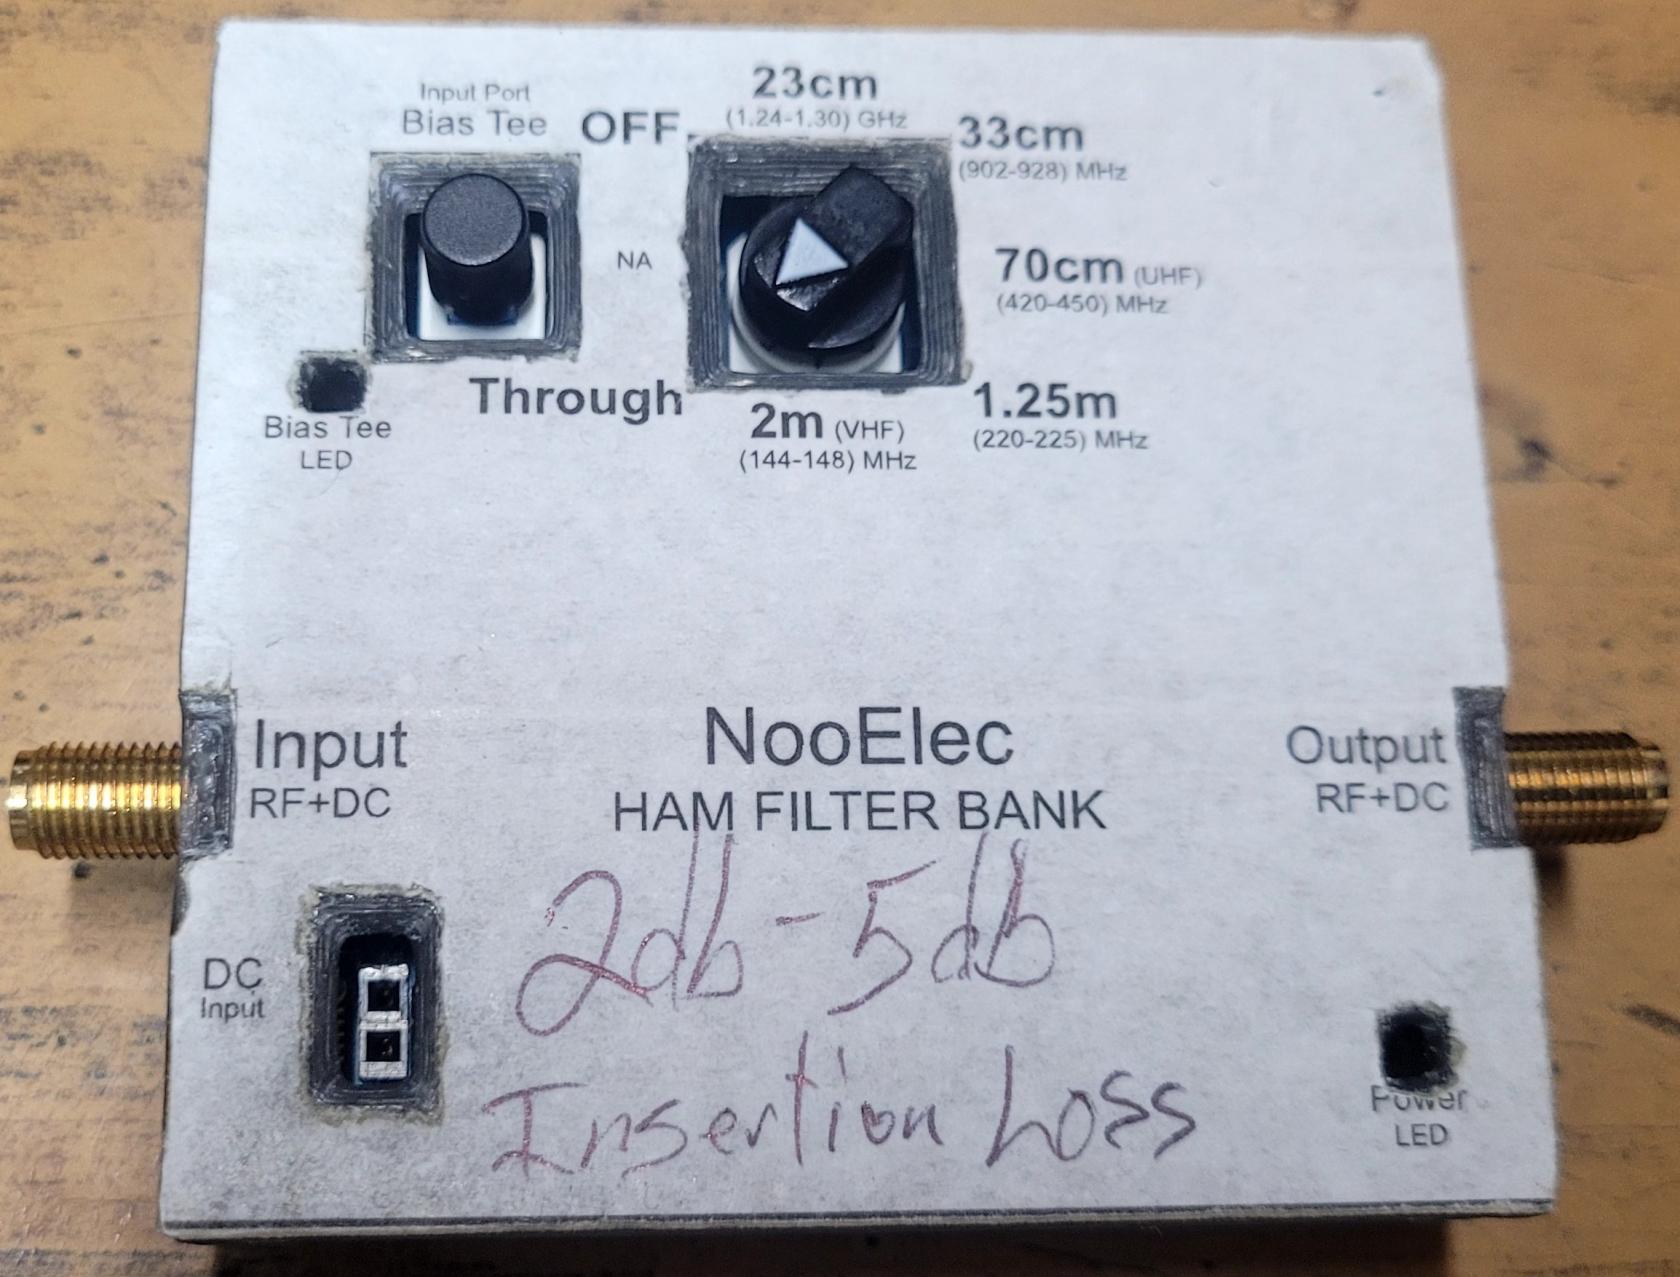 Input Port
Bias Tee
OFF
23cm
(1.24-1.30) GHz
33cm
(902-928) MHz
NA
70cm (UHF)
(420-450) MHz
Through
2m (VHF)
(144-148) MHz
1.25m
(220-225) MHz
Bias Tee
LED
Input
RF+DC
NooElec
HAM FILTER BANK
Output
RF+DC
DC
Input
2db-5db
Insertion Loss
Power
LED